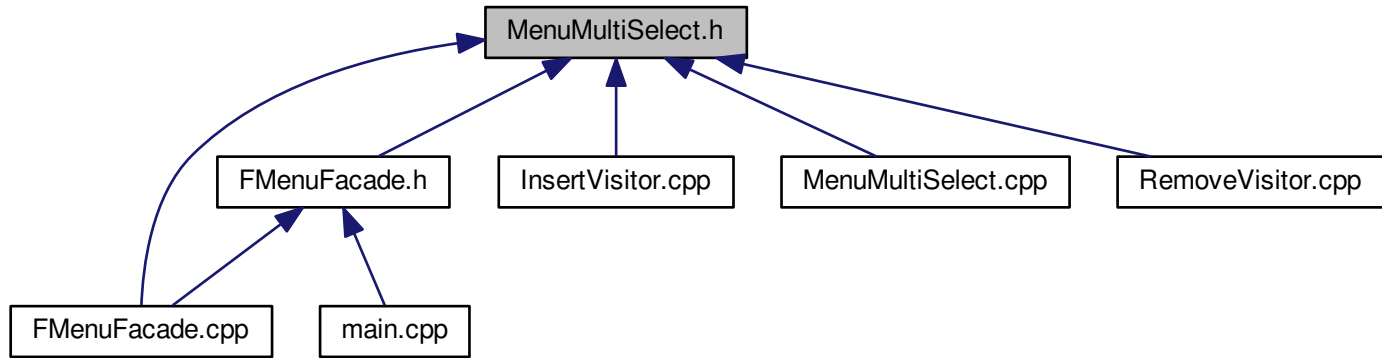 MenuMultiSelect.h
FMenuFacade.h
InsertVisitor.cpp
MenuMultiSelect.cpp
RemoveVisitor.cpp
FMenuFacade.cpp
main.cpp